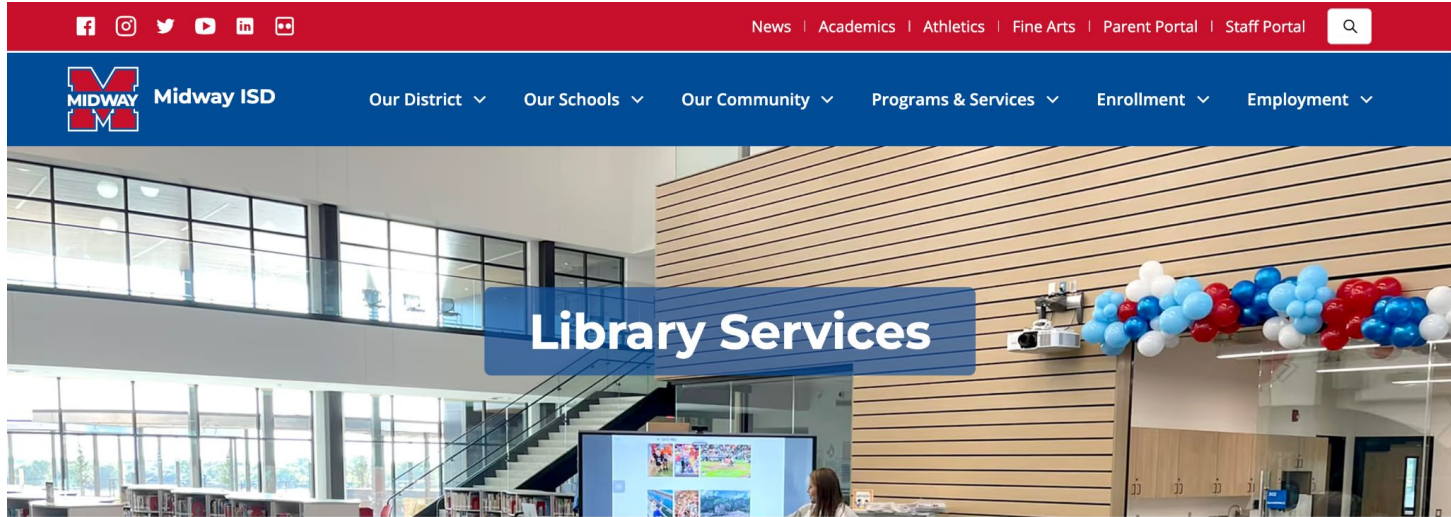 News | Academics | Athletics | Fine Arts | Parent Portal | Staff Portal
MIDWAY
Midway ISD
Our District Our Schools Our Community Programs & Services Enrollment Employment
Library Services